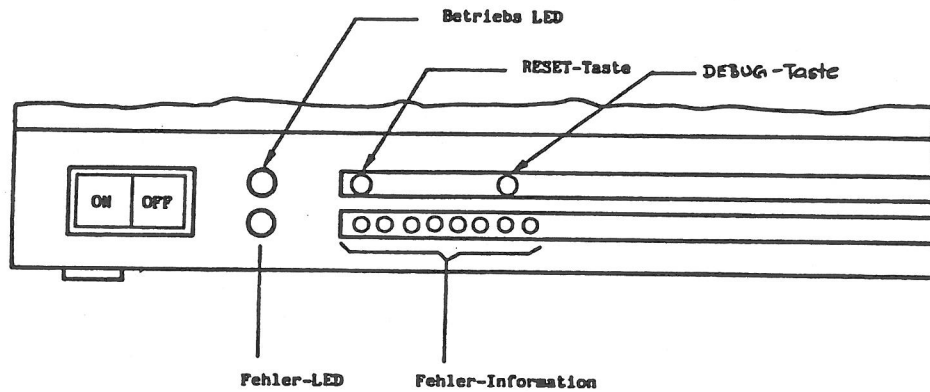 Betriebs LED
RESET-Taste
DEBUG-Taste
ON OFF
Fehler-LED
Fehler-Information